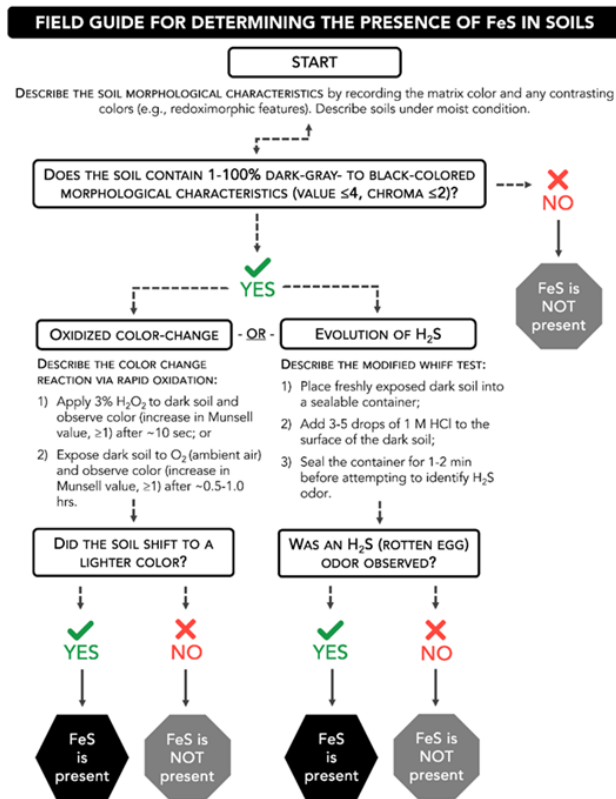 FIELD GUIDE FOR DETERMINING THE PRESENCE OF FeS IN SOILS
START
DESCRIBE THE SOIL MORPHOLOGICAL CHARACTERISTICS by recording the matrix color and any contrasting
colors (e.g., redoximorphic features). Describe soils under moist condition.
DOES THE SOIL CONTAIN 1-100% DARK-GRAY- TO BLACK-COLORED
MORPHOLOGICAL CHARACTERISTICS (VALUE ≤4, CHROMA ≤2)?
NO
FeS is
NOT
present
YES
OXIDIZED COLOR-CHANGE
- OR -
EVOLUTION OF H₂S
DESCRIBE THE COLOR CHANGE
REACTION VIA RAPID OXIDATION:
1) Apply 3% H₂O₂ to dark soil and
observe color (increase in Munsell
value, ≥1) after ~10 sec; or
2) Expose dark soil to O₂ (ambient air)
and observe color (increase in
Munsell value, ≥1) after ~0.5-1.0
hrs.
DESCRIBE THE MODIFIED WHIFF TEST:
1) Place freshly exposed dark soil into
a sealable container;
2) Add 3-5 drops of 1 M HCl to the
surface of the dark soil;
3) Seal the container for 1-2 min
before attempting to identify H₂S
odor.
DID THE SOIL SHIFT TO A
LIGHTER COLOR?
WAS AN H₂S (ROTTEN EGG)
ODOR OBSERVED?
YES
NO
YES
NO
FeS
is
present
FeS is
NOT
present
FeS
is
present
FeS is
NOT
present